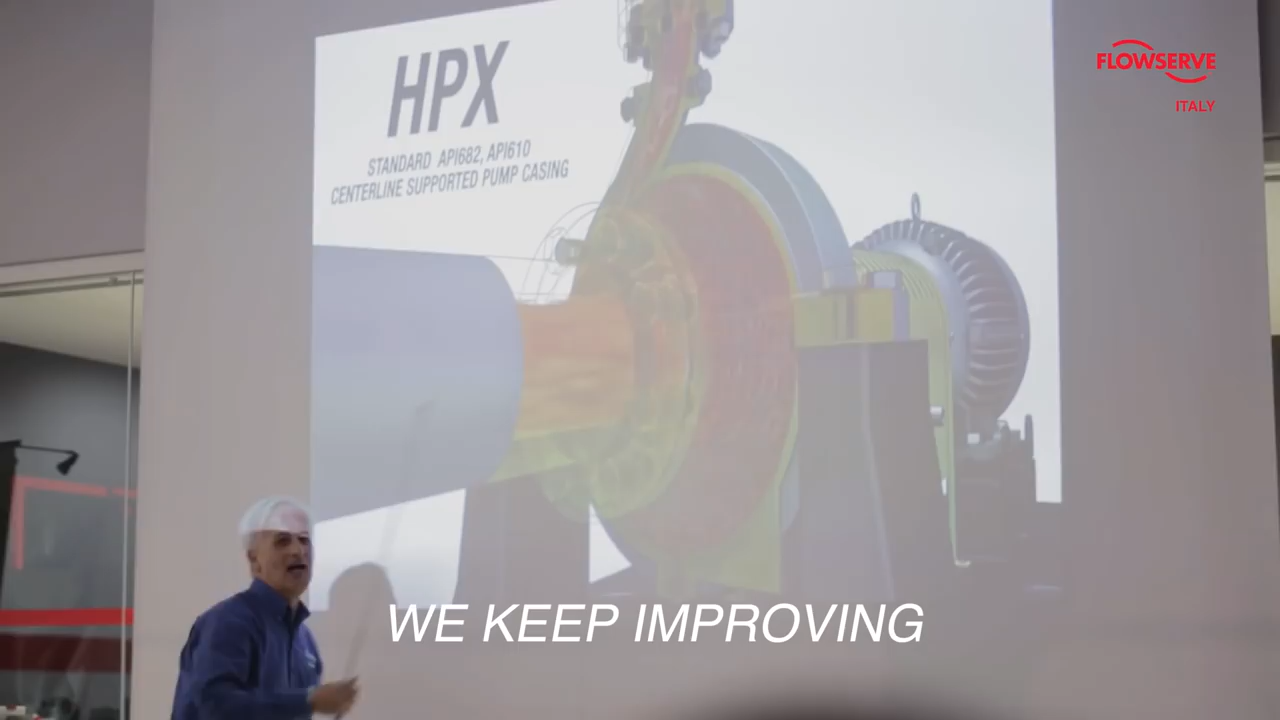 HPX
STANDARD API682, API610
CENTERLINE SUPPORTED PUMP CASING
FLOWSERVE
ITALY
WE KEEP IMPROVING